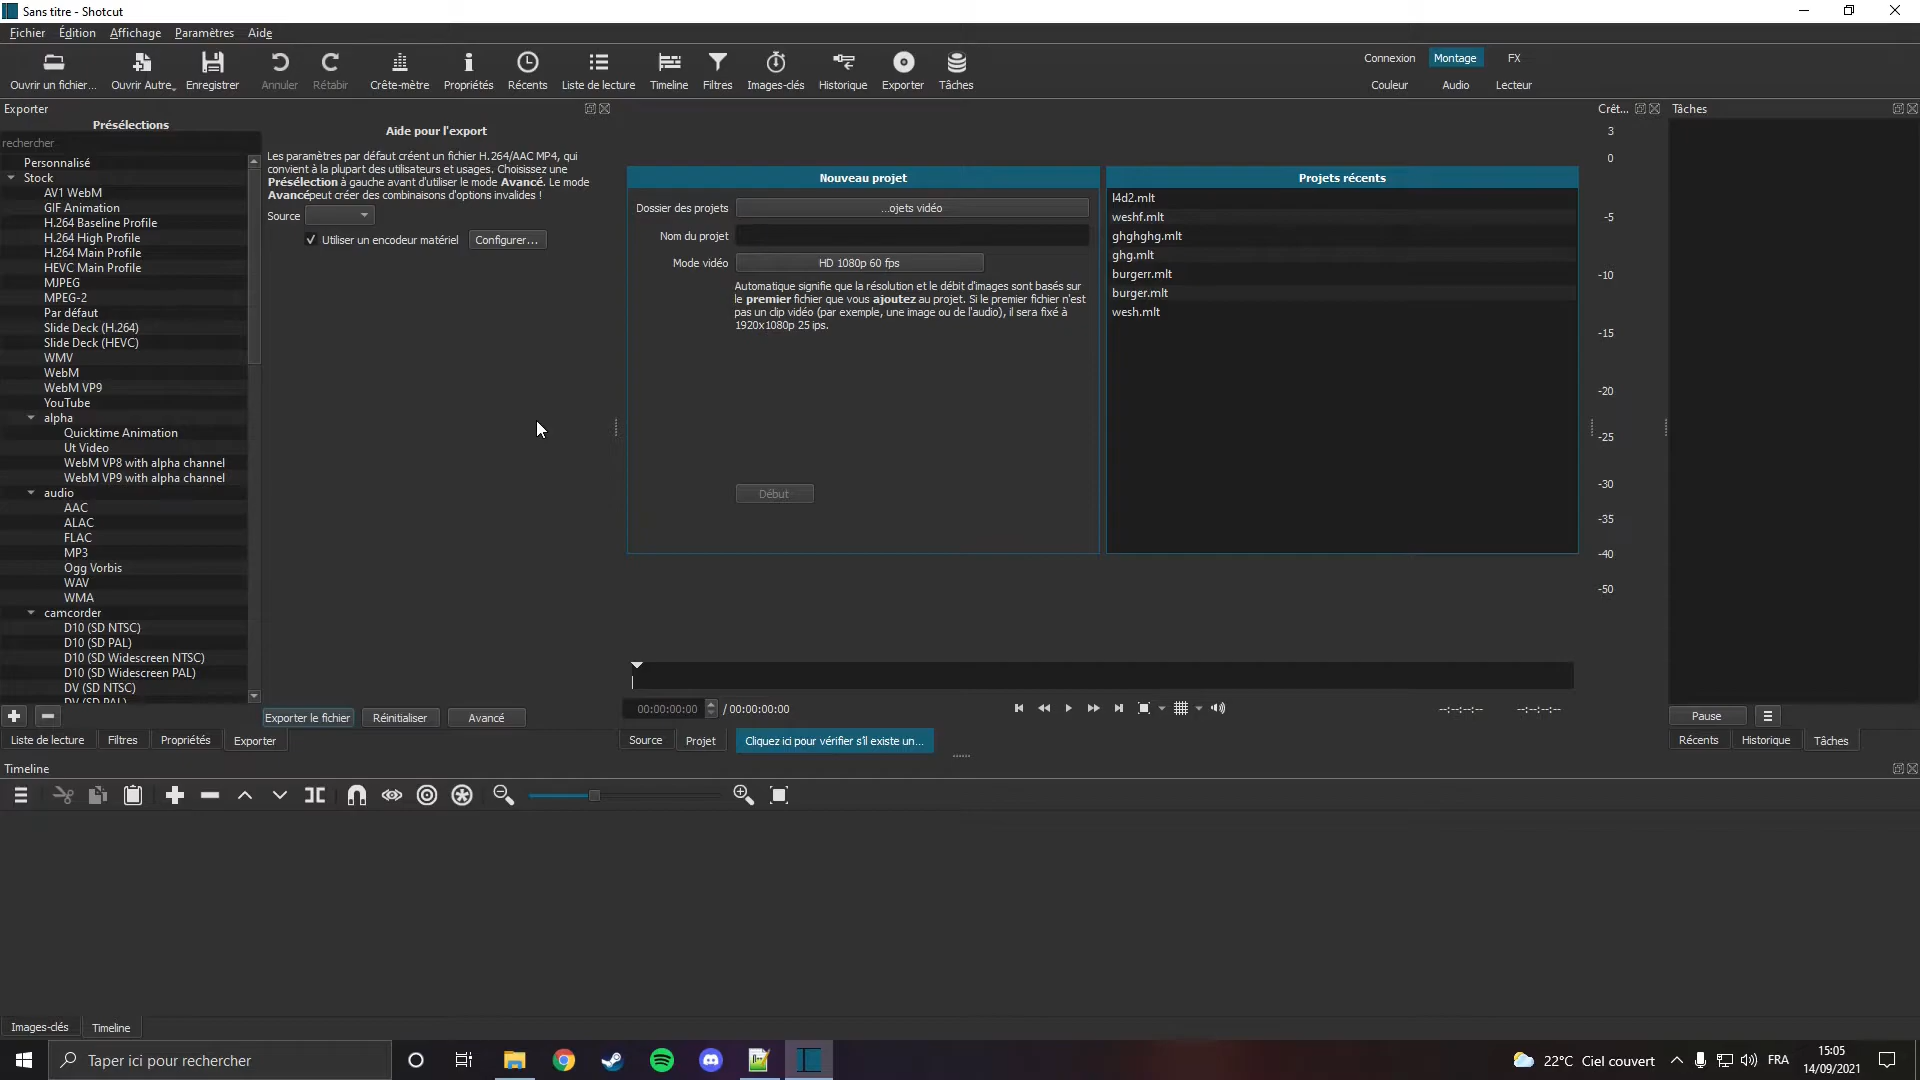 Sans titre - Shotcut
Fichier Édition Affichage Paramètres Aide
Ouvrir un fichier... Ouvrir Autre... Enregistrer Annuler Rétabir Crête-mètre Propriétés Récents Liste de lecture Timeline Filtres Images-clés Historique Exporter Tâches
Connexion Montage FX
Couleur Audio Lecteur
Exporter
Présélections
rechercher
Personnalisé
Stock
AV1 WebM
GIF Animation
H.264 Baseline Profile
H.264 High Profile
H.264 Main Profile
HEVC Main Profile
MJPEG
MPEG-2
Par défaut
Slide Deck (H.264)
Slide Deck (HEVC)
WMV
WebM
WebM VP9
YouTube
alpha
Quicktime Animation
Ut Video
WebM VP8 with alpha channel
WebM VP9 with alpha channel
audio
AAC
ALAC
FLAC
MP3
Ogg Vorbis
WAV
WMA
camcorder
D10 (SD NTSC)
D10 (SD PAL)
D10 (SD Widescreen NTSC)
D10 (SD Widescreen PAL)
DV (SD NTSC)
DV (SD PAL)
Aide pour l'export
Les paramètres par défaut créent un fichier H.264/AAC MP4, qui
convient à la plupart des utilisateurs et usages. Choisissez une
Présélection à gauche avant d'utiliser le mode Avancé. Le mode
Avancépeut créer des combinaisons d'options invalides !
Source
Utiliser un encodeur matériel Configurer...
Exporter le fichier Réinitialiser Avancé
Liste de lecture Filtres Propriétés Exporter
Nouveau projet
Dossier des projets ...ojets vidéo
Nom du projet
Mode vidéo HD 1080p 60 fps
Automatique signifie que la résolution et le débit d'images sont basés sur
le premier fichier que vous ajoutez au projet. Si le premier fichier n'est
pas un clip vidéo (par exemple, une image ou de l'audio), il sera fixé à
1920x1080p 25 ips.
Début
Projets récents
l4d2.mlt
weshf.mlt
ghghghg.mlt
ghg.mlt
burgerr.mlt
burger.mlt
wesh.mlt
00:00:00:00 / 00:00:00:00 --:--:--:-- --:--:--:--
Source Projet Cliquez ici pour vérifier s'il existe un...
Crêt...
3
0
-5
-10
-15
-20
-25
-30
-35
-40
-50
Tâches
Pause
Récents Historique Tâches
Timeline
Images-clés Timeline
Taper ici pour rechercher
22°C Ciel couvert FRA 15:05
14/09/2021